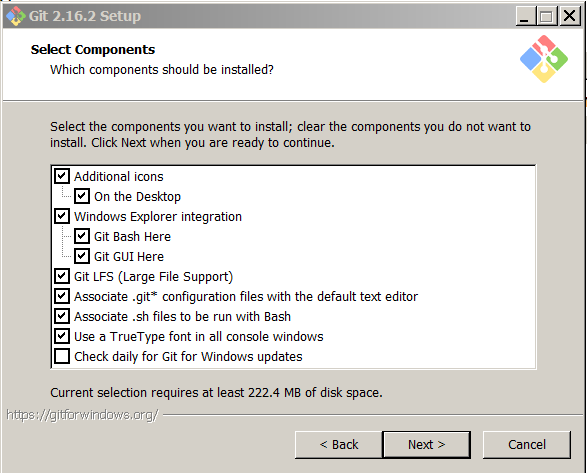 Git 2.16.2 Setup
Select Components
Which components should be installed?
Select the components you want to install; clear the components you do not want to
install. Click Next when you are ready to continue.
Additional icons
On the Desktop
Windows Explorer integration
Git Bash Here
Git GUI Here
Git LFS (Large File Support)
Associate .git* configuration files with the default text editor
Associate .sh files to be run with Bash
Use a TrueType font in all console windows
Check daily for Git for Windows updates
Current selection requires at least 222.4 MB of disk space.
https://gitforwindows.org/
< Back
Next >
Cancel